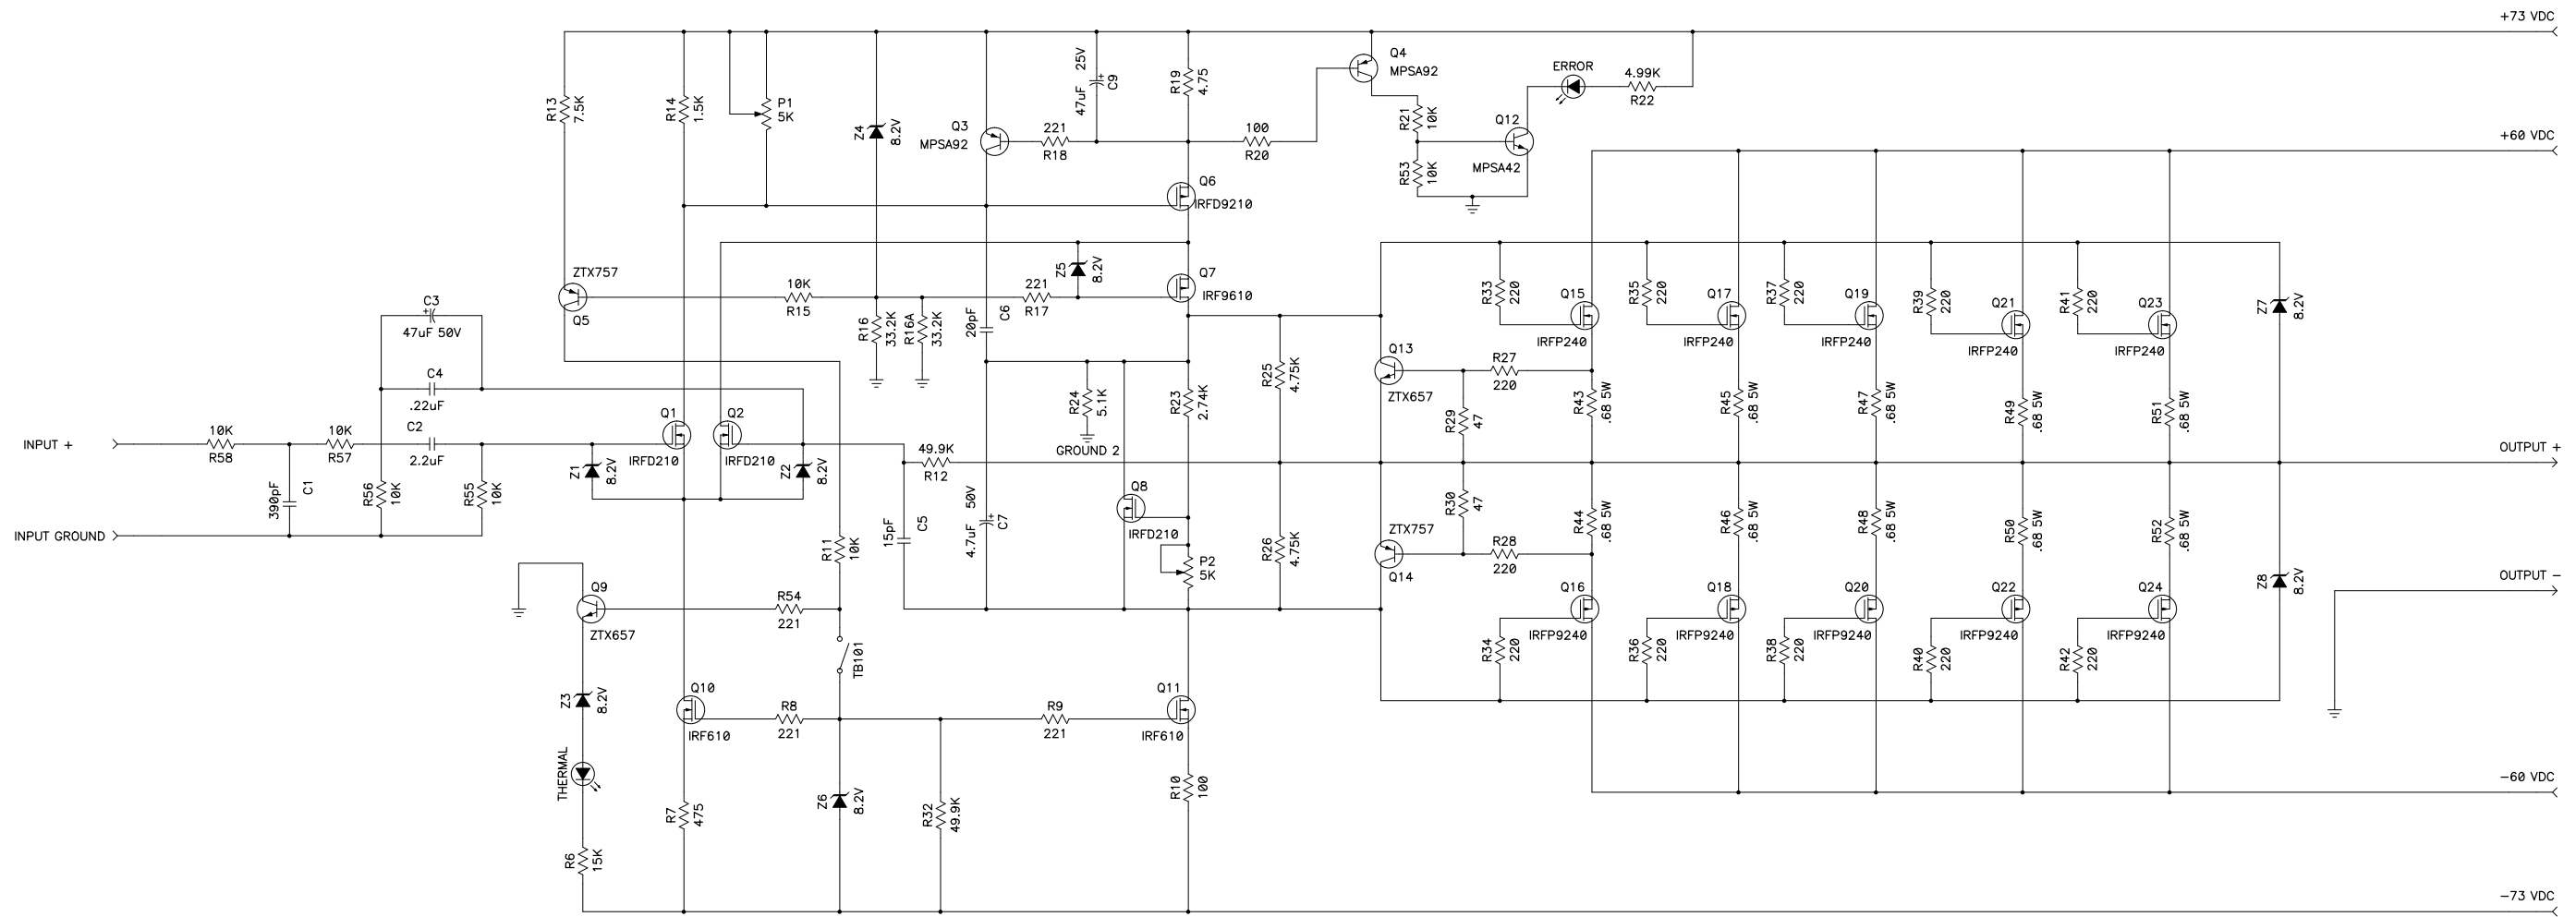 +73 VDC
R13
7.5K
R14
1.5K
P1
5K
Z4
8.2V
Q3
MPSA92
221
R18
47uF 25V
C9
R19
4.75
100
R20
Q4
MPSA92
R21
10K
R53
10K
Q12
MPSA42
ERROR
4.99K
R22
+60 VDC
Q6
IRFD9210
ZTX757
Q5
10K
R15
R16
33.2K
R16A
33.2K
20pF
C6
221
R17
Z5
8.2V
Q7
IRF9610
R33
220
Q15
IRFP240
R35
220
Q17
IRFP240
R37
220
Q19
IRFP240
R39
220
Q21
IRFP240
R41
220
Q23
IRFP240
Z7
8.2V
C3
+
47uF 50V
C4
.22uF
C2
2.2uF
INPUT +
10K
R58
10K
R57
390pF
C1
R56
10K
R55
10K
INPUT GROUND
Z1
8.2V
Q1
IRFD210
Q2
IRFD210
Z2
8.2V
49.9K
R12
R24
5.1K
GROUND 2
R23
2.74K
R25
4.75K
Q13
ZTX657
R27
220
R29
47
R43
.68 5W
R45
.68 5W
R47
.68 5W
R49
.68 5W
R51
.68 5W
OUTPUT +
R11
10K
15pF
C5
4.7uF 50V
C7
Q8
IRFD210
P2
5K
R26
4.75K
ZTX757
Q14
R30
47
R28
220
R44
.68 5W
R46
.68 5W
R48
.68 5W
R50
.68 5W
R52
.68 5W
OUTPUT −
Q9
ZTX657
R54
221
TB101
Q16
IRFP9240
R34
220
Q18
IRFP9240
R36
220
Q20
IRFP9240
R38
220
Q22
IRFP9240
R40
220
Q24
IRFP9240
R42
220
Z8
8.2V
Z3
8.2V
Q10
IRF610
R8
221
R9
221
Q11
IRF610
THERMAL
R7
475
Z6
8.2V
R32
49.9K
R10
100
−60 VDC
R6
15K
−73 VDC